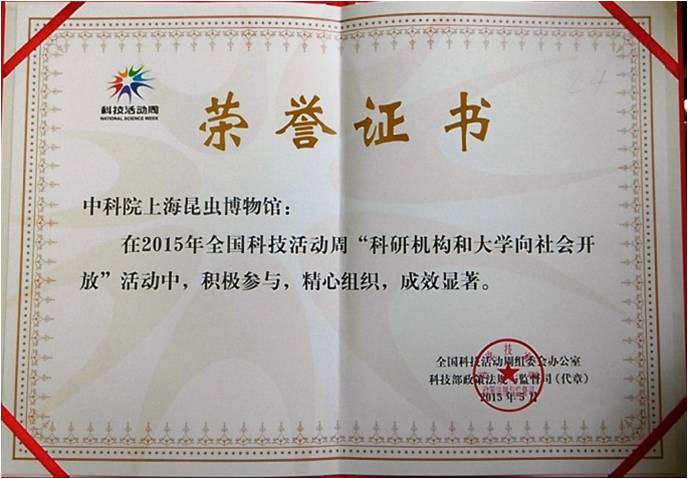 科技活动周
NATIONAL SCIENCE WEEK
荣誉证书
中科院上海昆虫博物馆：
在2015年全国科技活动周“科研机构和大学向社会开
放”活动中，积极参与，精心组织，成效显著。
全国科技活动周组委会办公室
科技部政策法规与监督司（代章）
2015年5月